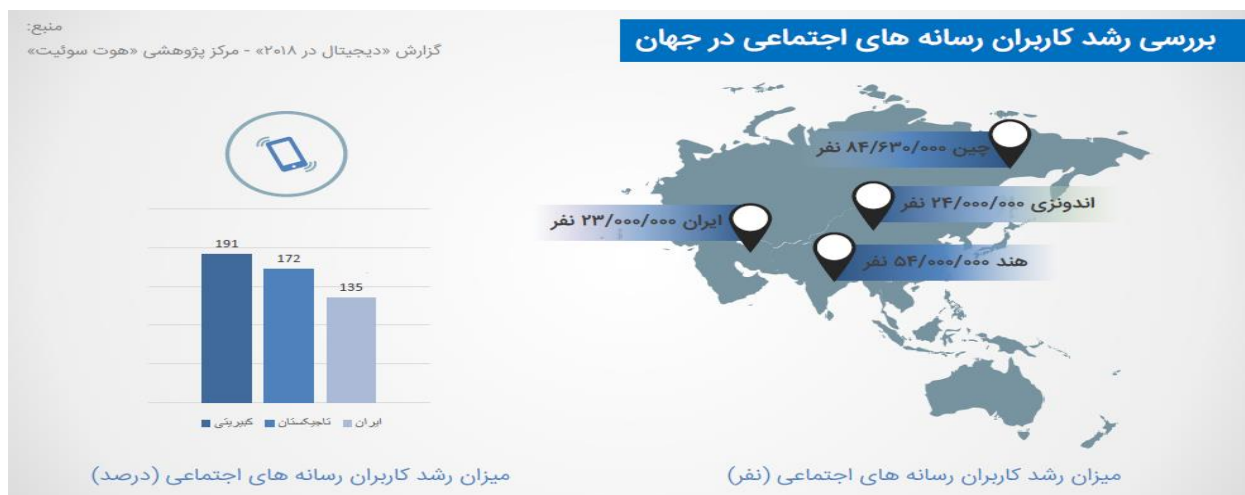 بررسی رشد کاربران رسانه های اجتماعی در جهان
منبع:
گزارش «دیجیتال در ۲۰۱۸» - مرکز پژوهشی «هوت سوئیت»
چین ۸۴/۶۳۰/۰۰۰ نفر
اندونزی ۲۴/۰۰۰/۰۰۰ نفر
ایران ۲۳/۰۰۰/۰۰۰ نفر
هند ۵۴/۰۰۰/۰۰۰ نفر
میزان رشد کاربران رسانه های اجتماعی (نفر)
191
172
135
ایران تاجیکستان کیبریتی
میزان رشد کاربران رسانه های اجتماعی (درصد)